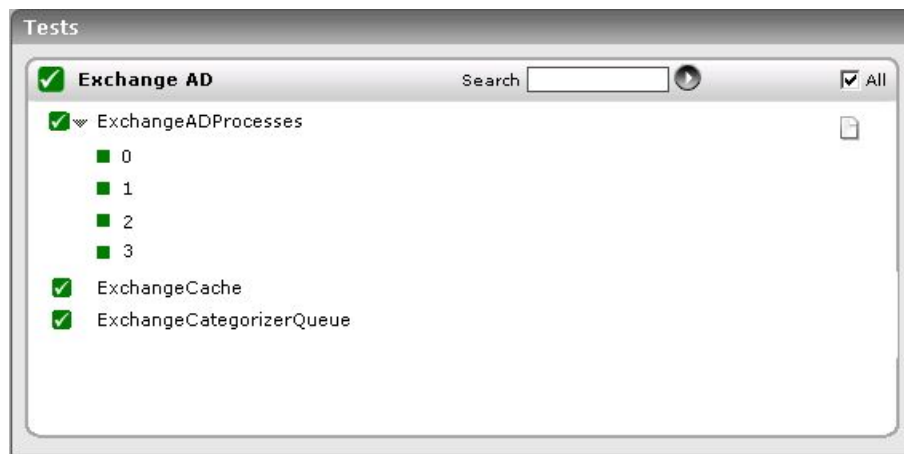 Tests
Exchange AD Search All
ExchangeADProcesses
0
1
2
3
ExchangeCache
ExchangeCategorizerQueue